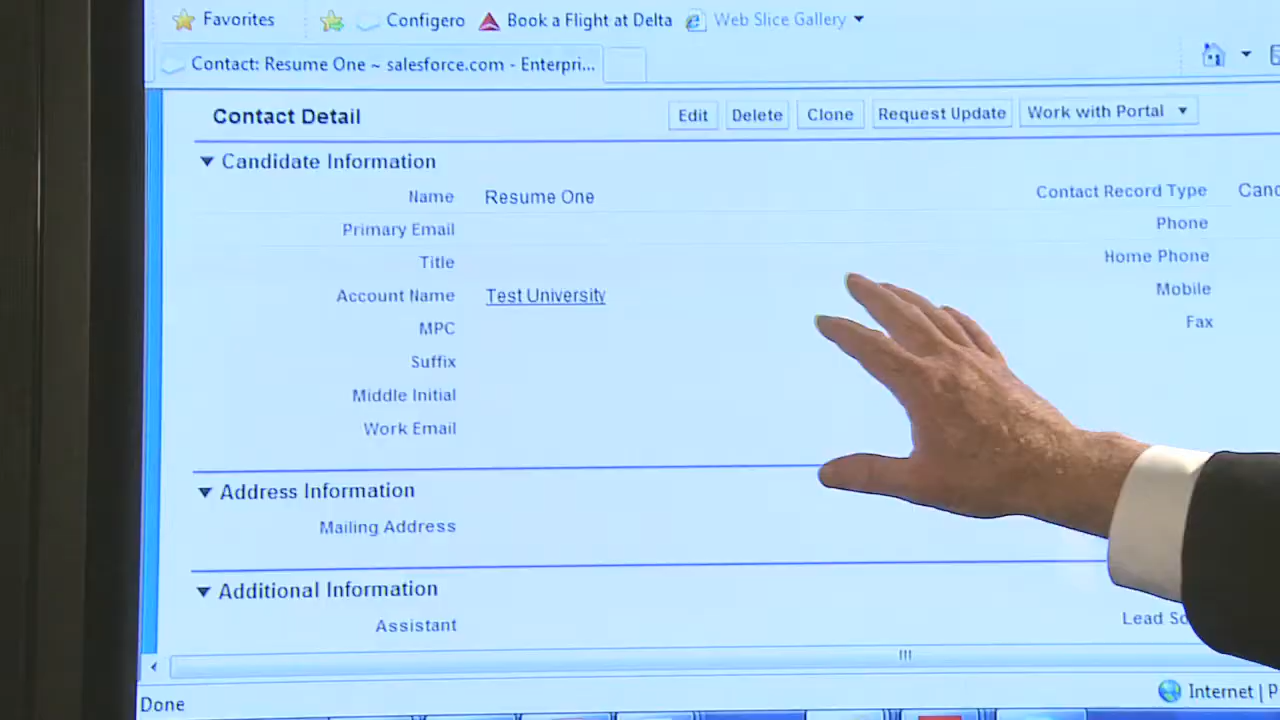 Favorites Configero Book a Flight at Delta Web Slice Gallery
Contact: Resume One ~ salesforce.com - Enterpri...
Contact Detail Edit Delete Clone Request Update Work with Portal
Candidate Information
Name Resume One Contact Record Type
Primary Email Phone
Title Home Phone
Account Name Test University Mobile
MPC Fax
Suffix
Middle Initial
Work Email
Address Information
Mailing Address
Additional Information
Assistant Lead
Done Internet